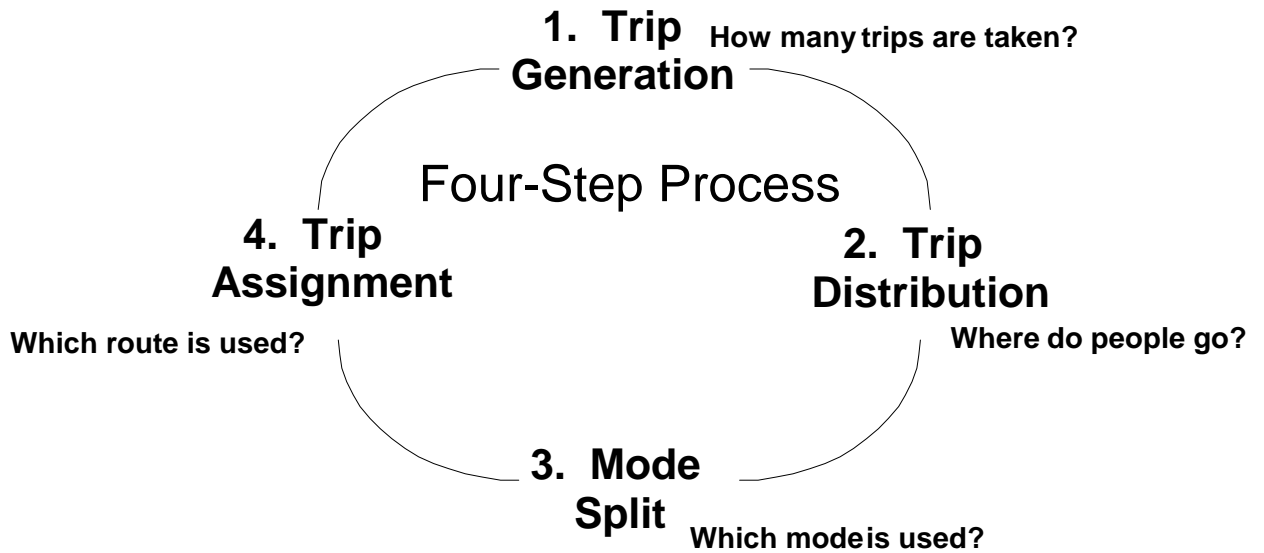 1. Trip
Generation
How many trips are taken?
Four-Step Process
2. Trip
Distribution
Where do people go?
3. Mode
Split
Which mode is used?
4. Trip
Assignment
Which route is used?